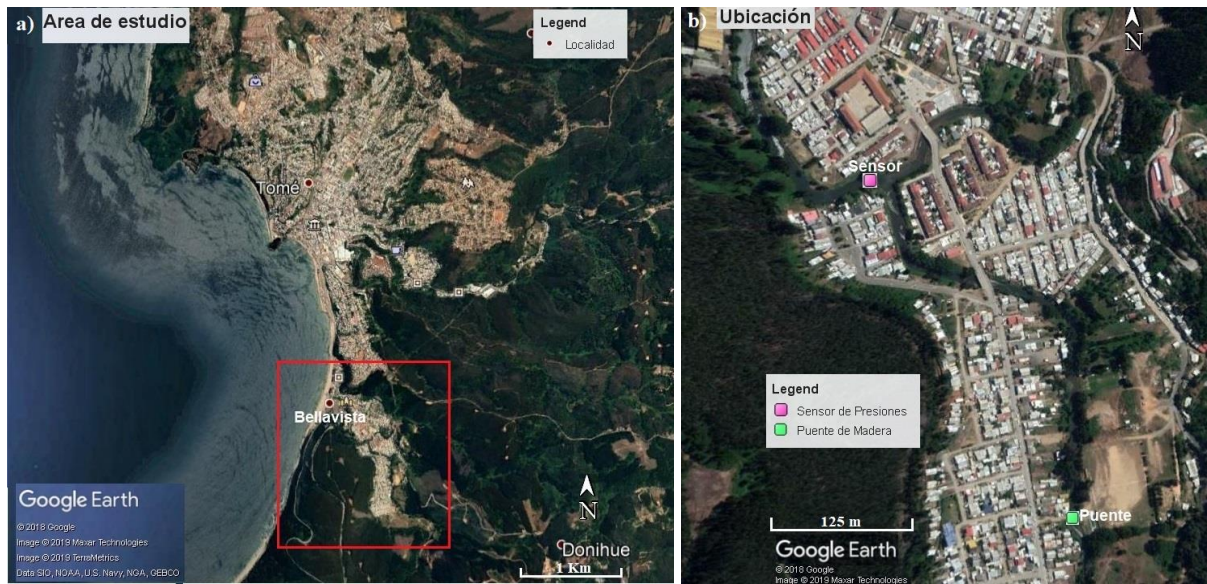 a) Area de estudio
Legend
Localidad
Tomé
Bellavista
N
Donihue
1 Km
Google Earth
© 2018 Google
Image © 2019 Maxar Technologies
Image © 2019 TerraMetrics
Data SIO, NOAA, U.S. Navy, NGA, GEBCO
b) Ubicación
N
Sensor
Legend
Sensor de Presiones
Puente de Madera
Puente
125 m
Google Earth
© 2018 Google
Image © 2019 Maxar Technologies